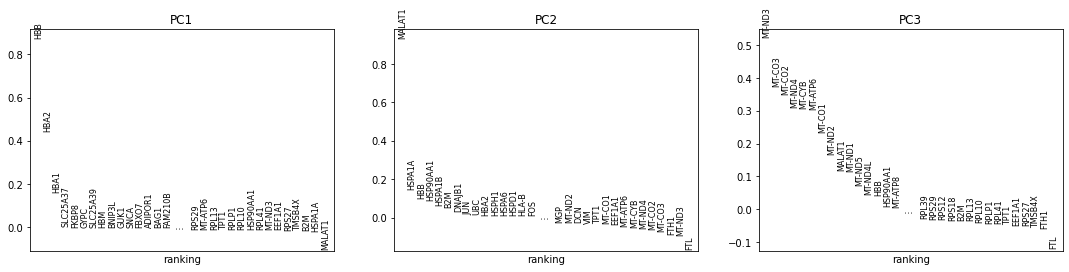 PC1
0.8
0.6
0.4
0.2
0.0
HBB
HBA2
HBA1
SLC25A37
FKBP8
GYPC
SLC25A39
HBM
BNIP3L
GUK1
SNCA
FBXO7
ADIPOR1
BAG1
FAM210B
...
RPS29
MT-ATP6
RPL13
TPT1
RPLP1
RPL10
HSP90AA1
RPL41
MT-ND3
EEF1A1
RPS27
TMSB4X
B2M
HSPA1A
MALAT1
ranking
PC2
0.8
0.6
0.4
0.2
0.0
MALAT1
HSPA1A
HBB
HSP90AA1
HSPA1B
B2M
DNAJB1
JUN
UBC
HBA2
HSPH1
HSPA6
HSPD1
HLA-B
FOS
...
MGP
MT-ND2
DCN
VIM
TPT1
MT-CO1
EEF1A1
MT-ATP6
MT-CYB
MT-ND4
MT-CO2
MT-CO3
FTH1
MT-ND3
FTL
ranking
PC3
0.5
0.4
0.3
0.2
0.1
0.0
−0.1
MT-ND3
MT-CO3
MT-CO2
MT-ND4
MT-CYB
MT-ATP6
MT-CO1
MT-ND2
MALAT1
MT-ND1
MT-ND5
MT-ND4L
HBB
HSP90AA1
MT-ATP8
...
RPL39
RPS29
RPS12
RPS18
B2M
RPL13
RPL10
RPLP1
RPL41
TPT1
EEF1A1
RPS27
TMSB4X
FTH1
FTL
ranking